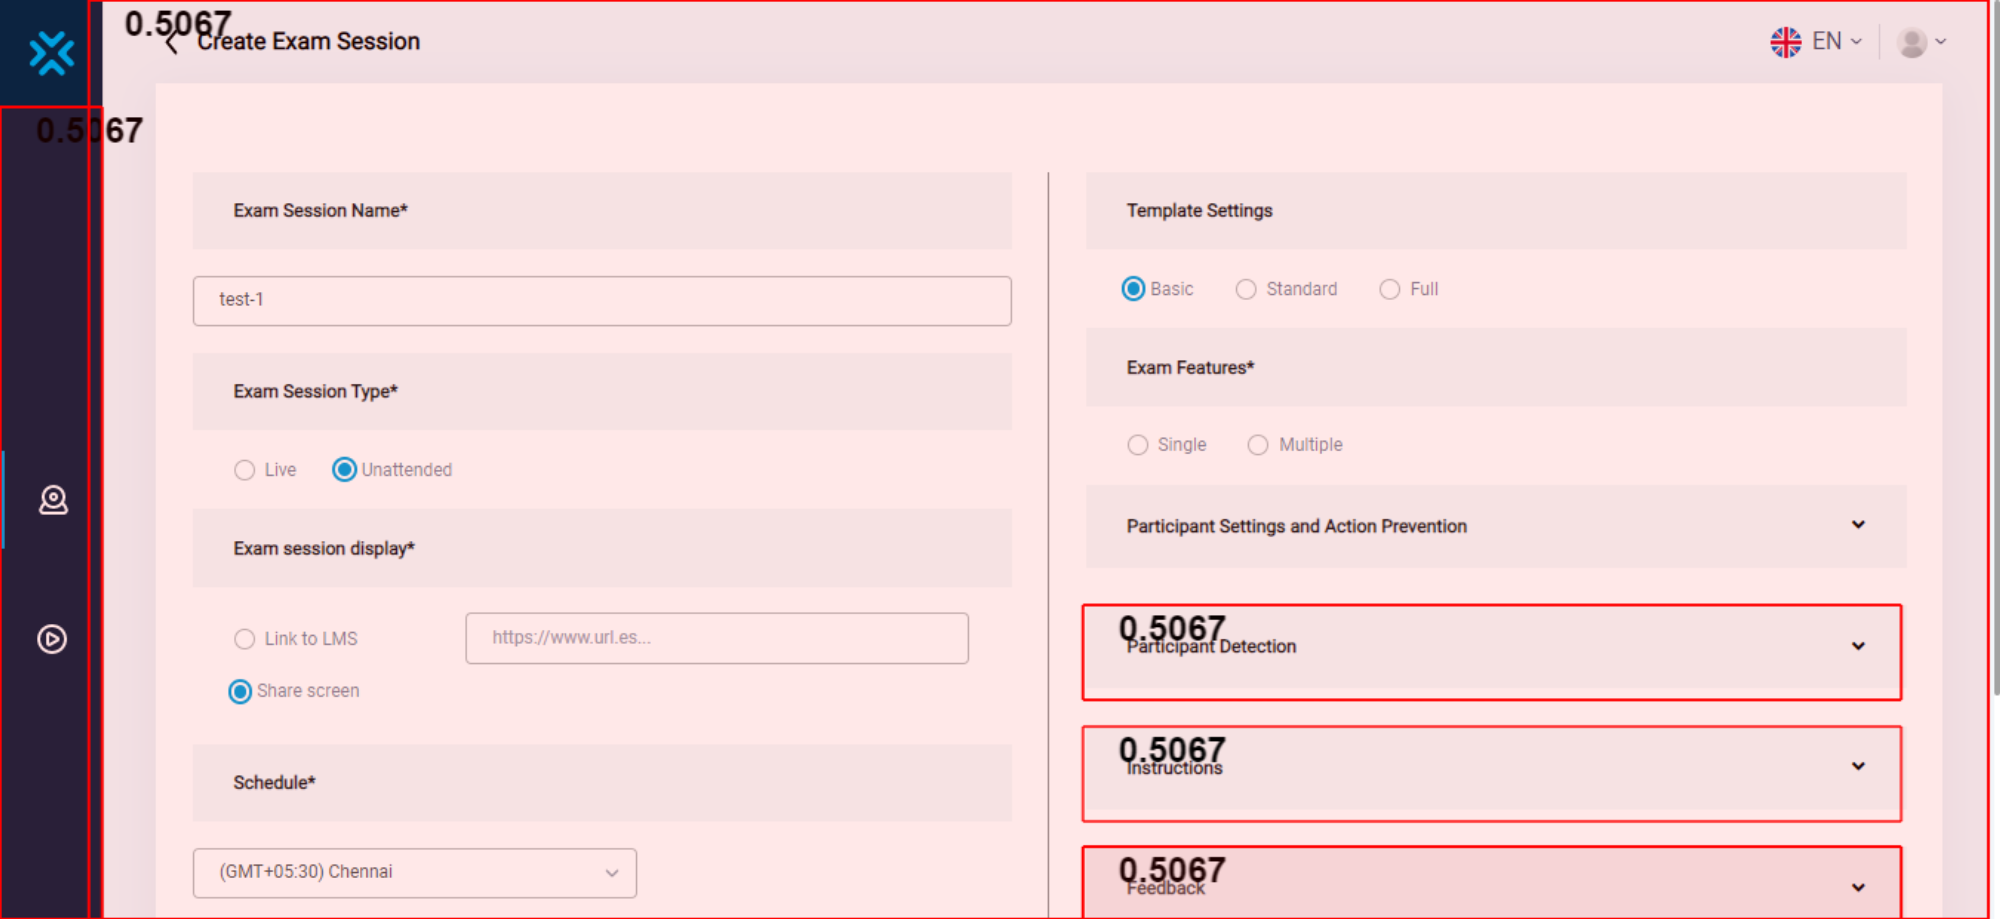 0.5067
Create Exam Session
EN
0.5067
Exam Session Name*
test-1
Exam Session Type*
Live
Unattended
Exam session display*
Link to LMS
https://www.url.es...
Share screen
Schedule*
(GMT+05:30) Chennai
Template Settings
Basic
Standard
Full
Exam Features*
Single
Multiple
Participant Settings and Action Prevention
0.5067
Participant Detection
0.5067
Instructions
0.5067
Feedback